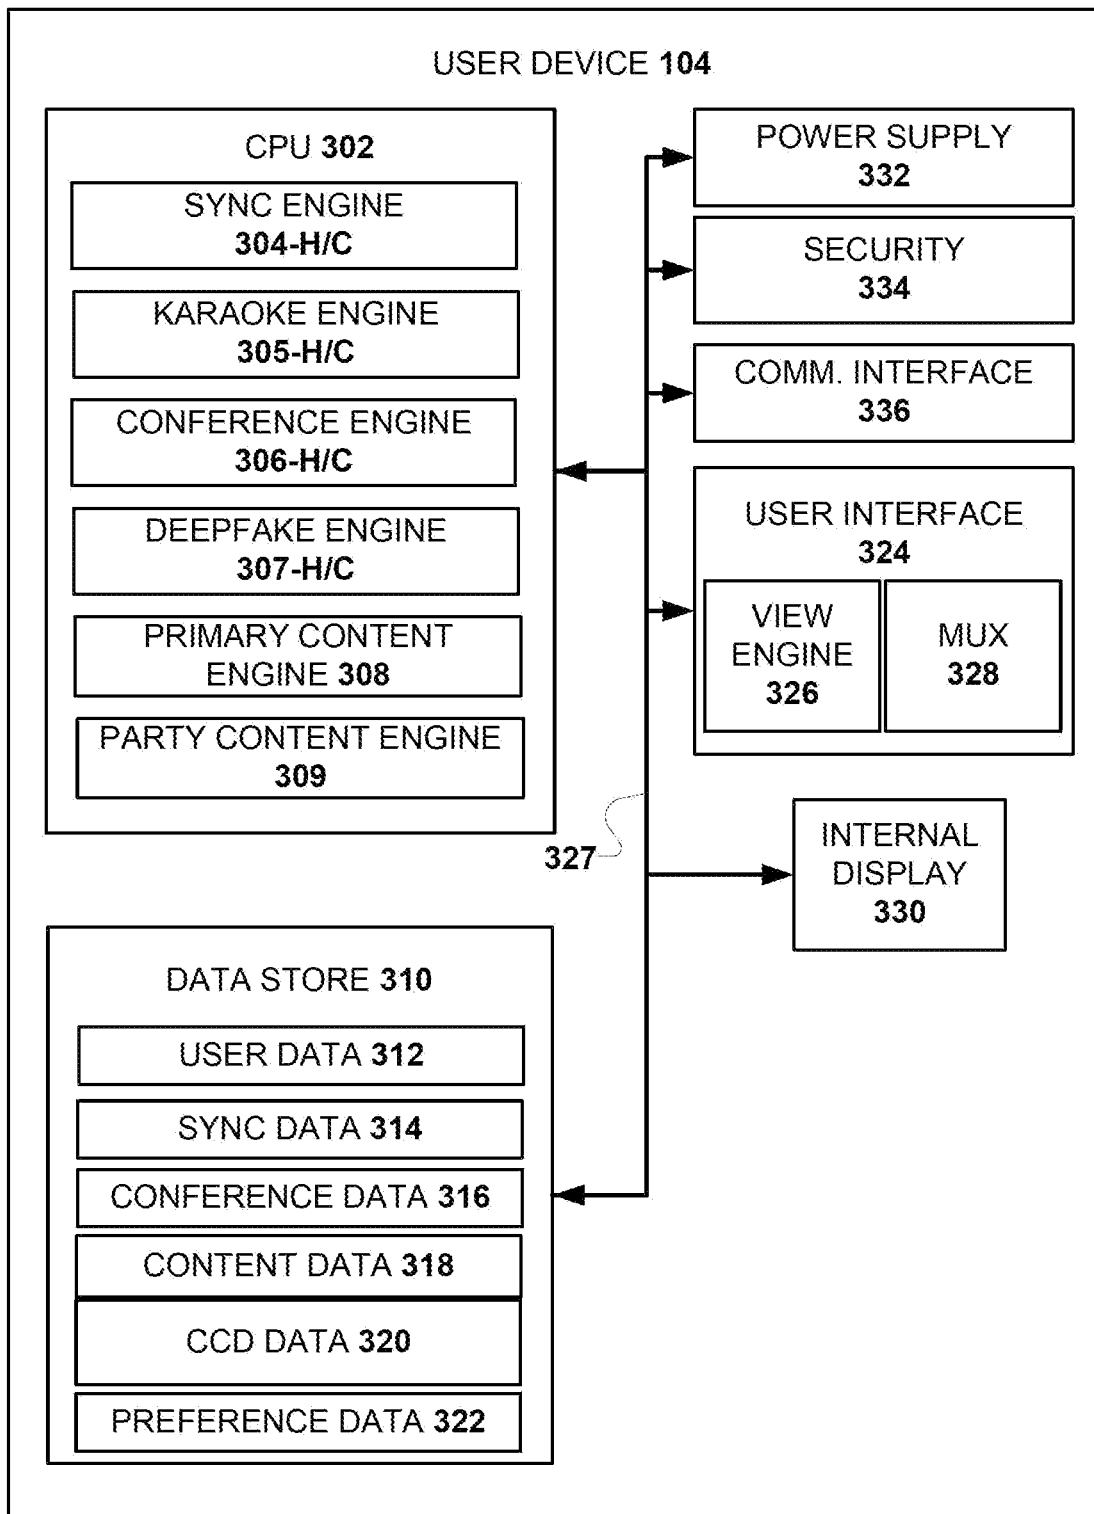 USER DEVICE 104
CPU 302
SYNC ENGINE
304-H/C
KARAOKE ENGINE
305-H/C
CONFERENCE ENGINE
306-H/C
DEEPFAKE ENGINE
307-H/C
PRIMARY CONTENT
ENGINE 308
PARTY CONTENT ENGINE
309
POWER SUPPLY
332
SECURITY
334
COMM. INTERFACE
336
USER INTERFACE
324
VIEW
ENGINE
326
MUX
328
327
INTERNAL
DISPLAY
330
DATA STORE 310
USER DATA 312
SYNC DATA 314
CONFERENCE DATA 316
CONTENT DATA 318
CCD DATA 320
PREFERENCE DATA 322